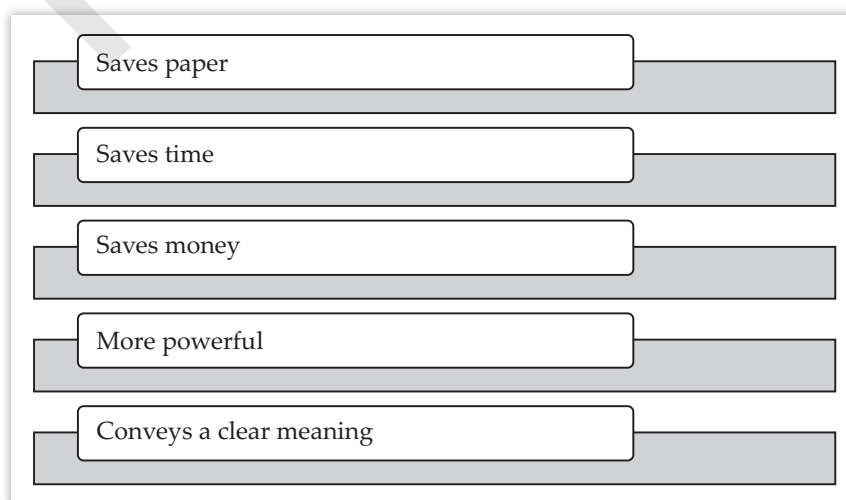 Saves paper
Saves time
Saves money
More powerful
Conveys a clear meaning